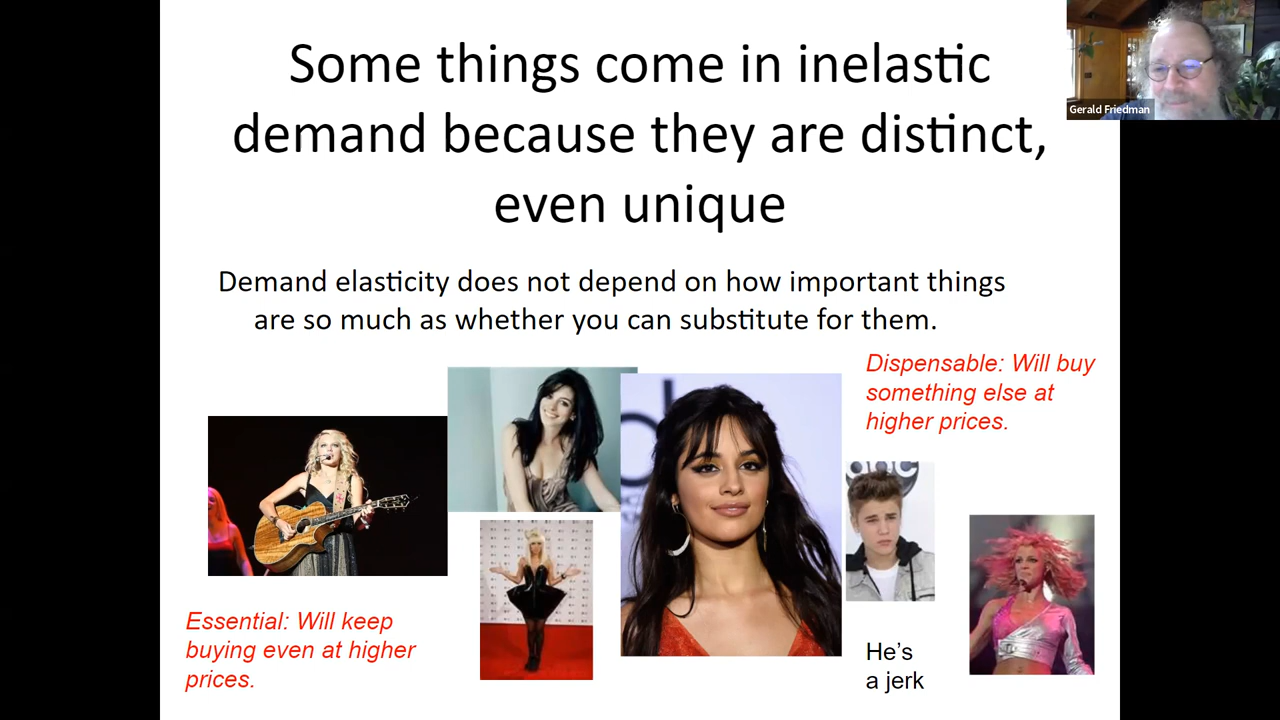 Some things come in inelastic
demand because they are distinct,
even unique
Gerald Friedman
Demand elasticity does not depend on how important things
are so much as whether you can substitute for them.
Dispensable: Will buy
something else at
higher prices.
Essential: Will keep
buying even at higher
prices.
He's
a jerk